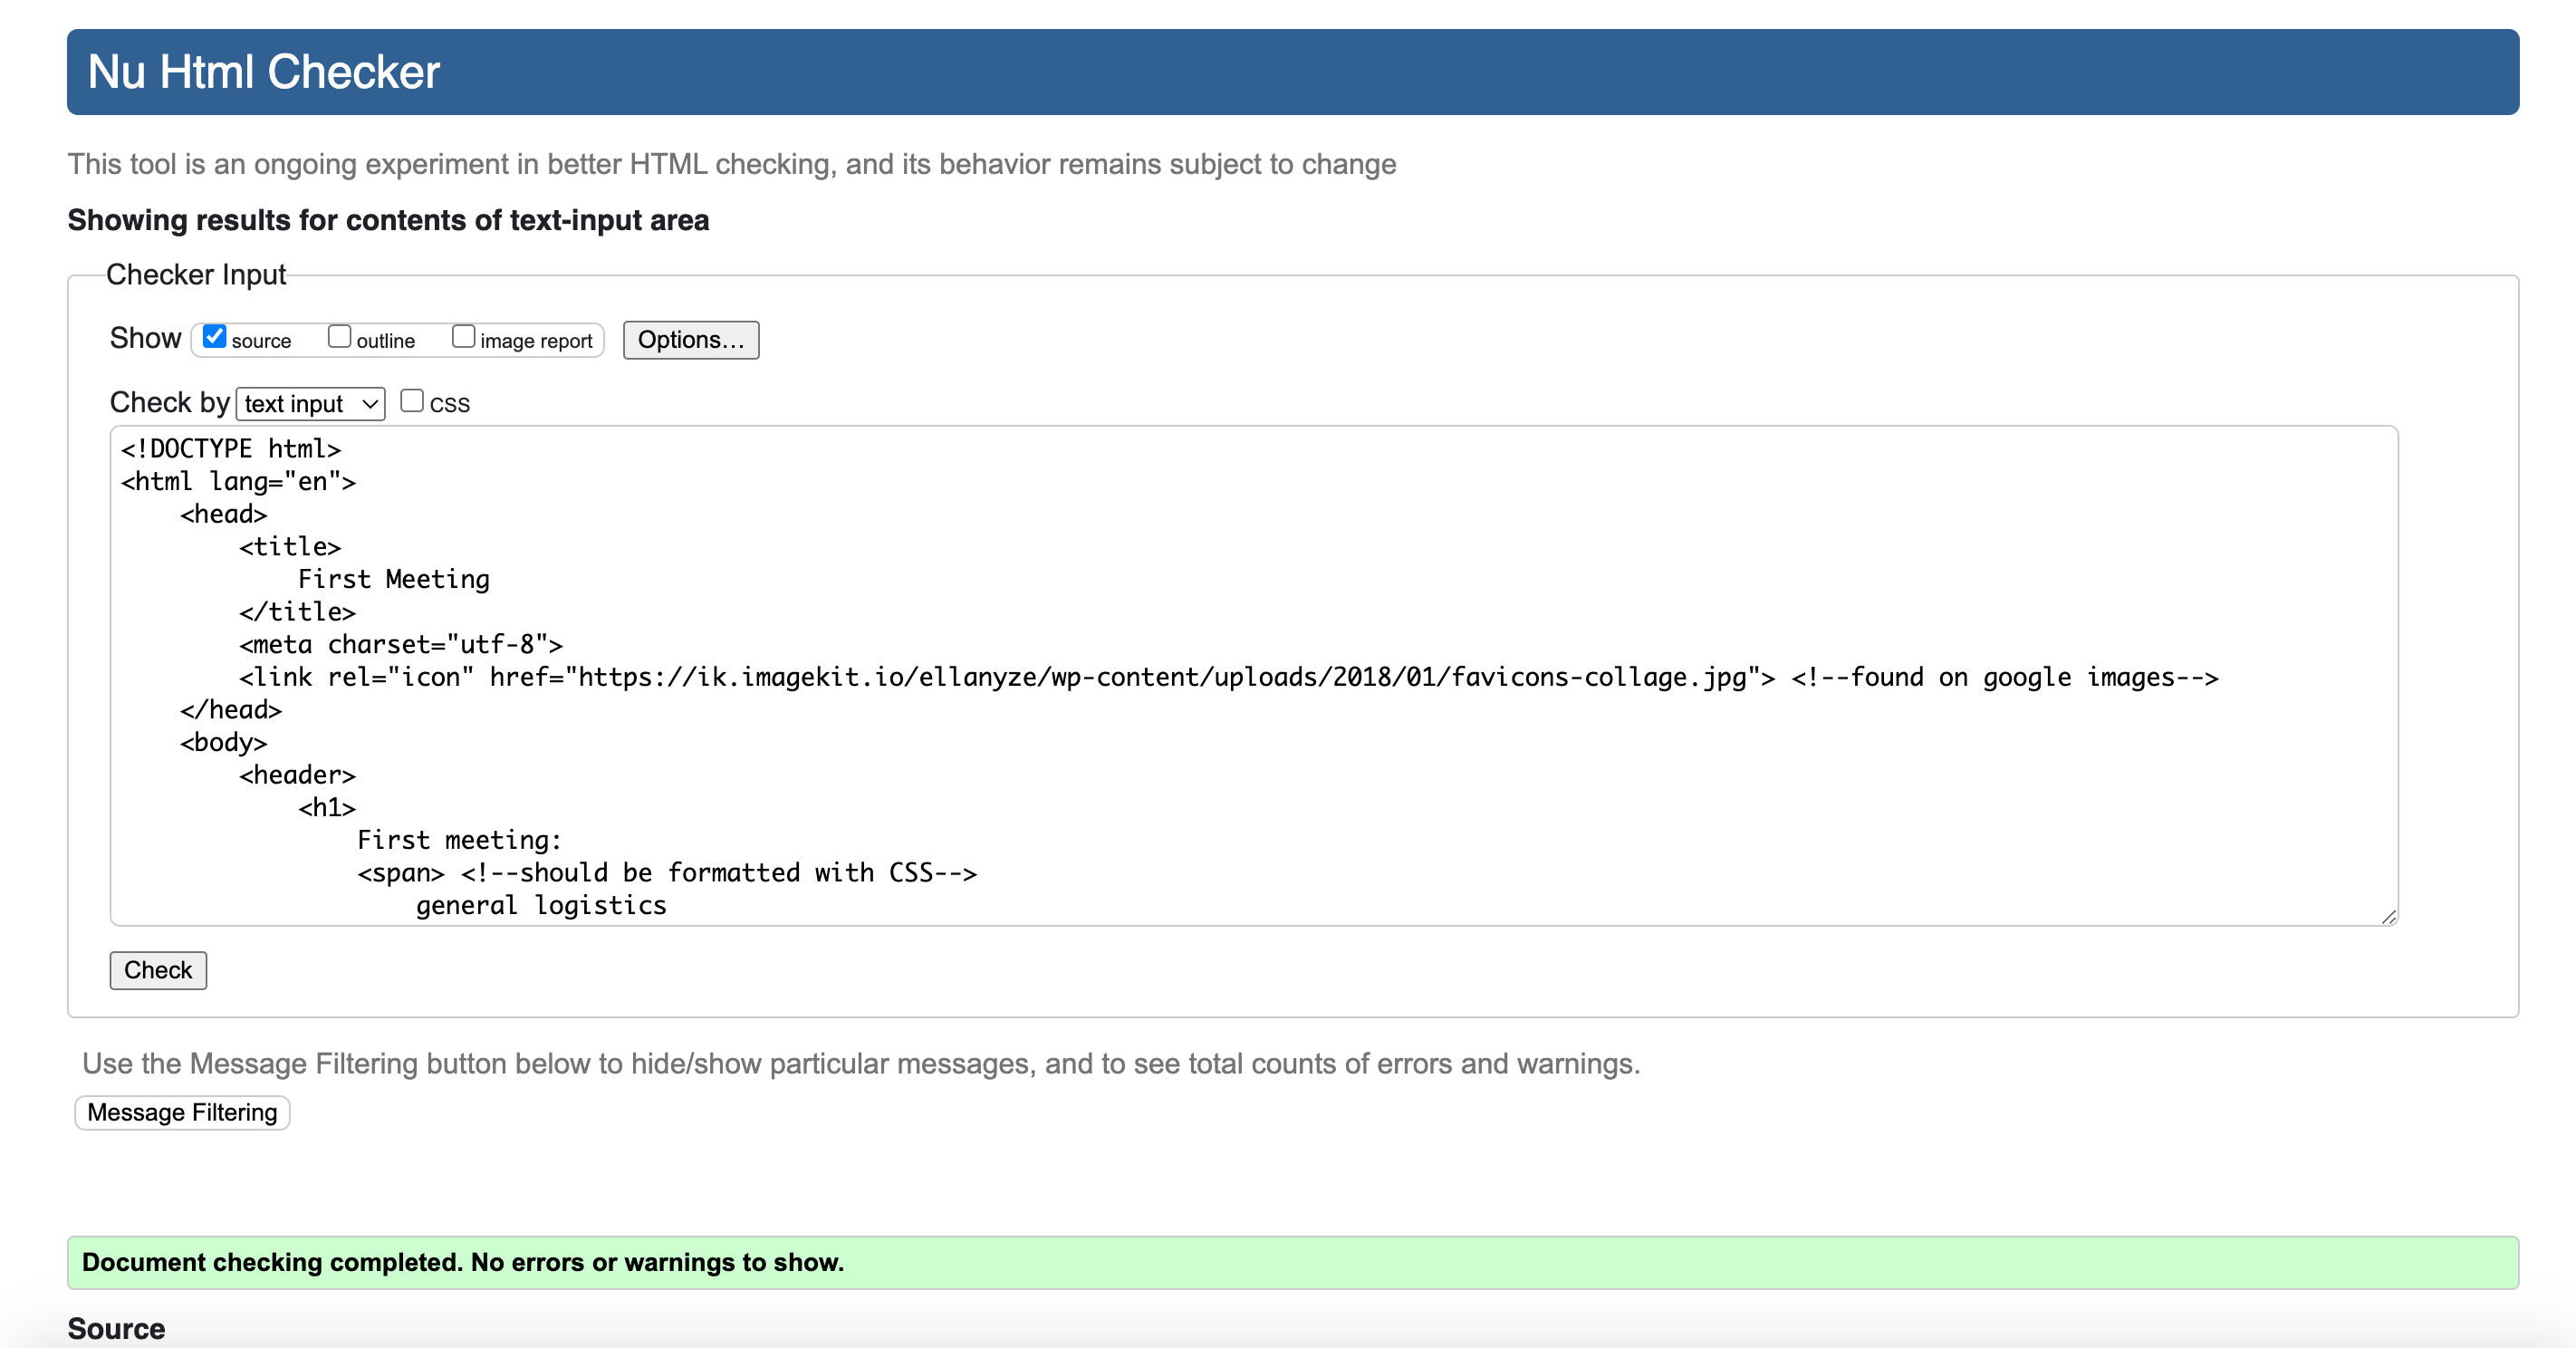 Nu Html Checker
This tool is an ongoing experiment in better HTML checking, and its behavior remains subject to change
Showing results for contents of text-input area
Checker Input
Show source outline image report Options...
Check by text input CSS
<!DOCTYPE html>
<html lang="en">
    <head>
        <title>
            First Meeting
        </title>
        <meta charset="utf-8">
        <link rel="icon" href="https://ik.imagekit.io/ellanyze/wp-content/uploads/2018/01/favicons-collage.jpg"> <!--found on google images-->
    </head>
    <body>
        <header>
            <h1>
                First meeting:
                <span> <!--should be formatted with CSS-->
                    general logistics
Check
Use the Message Filtering button below to hide/show particular messages, and to see total counts of errors and warnings.
Message Filtering
Document checking completed. No errors or warnings to show.
Source